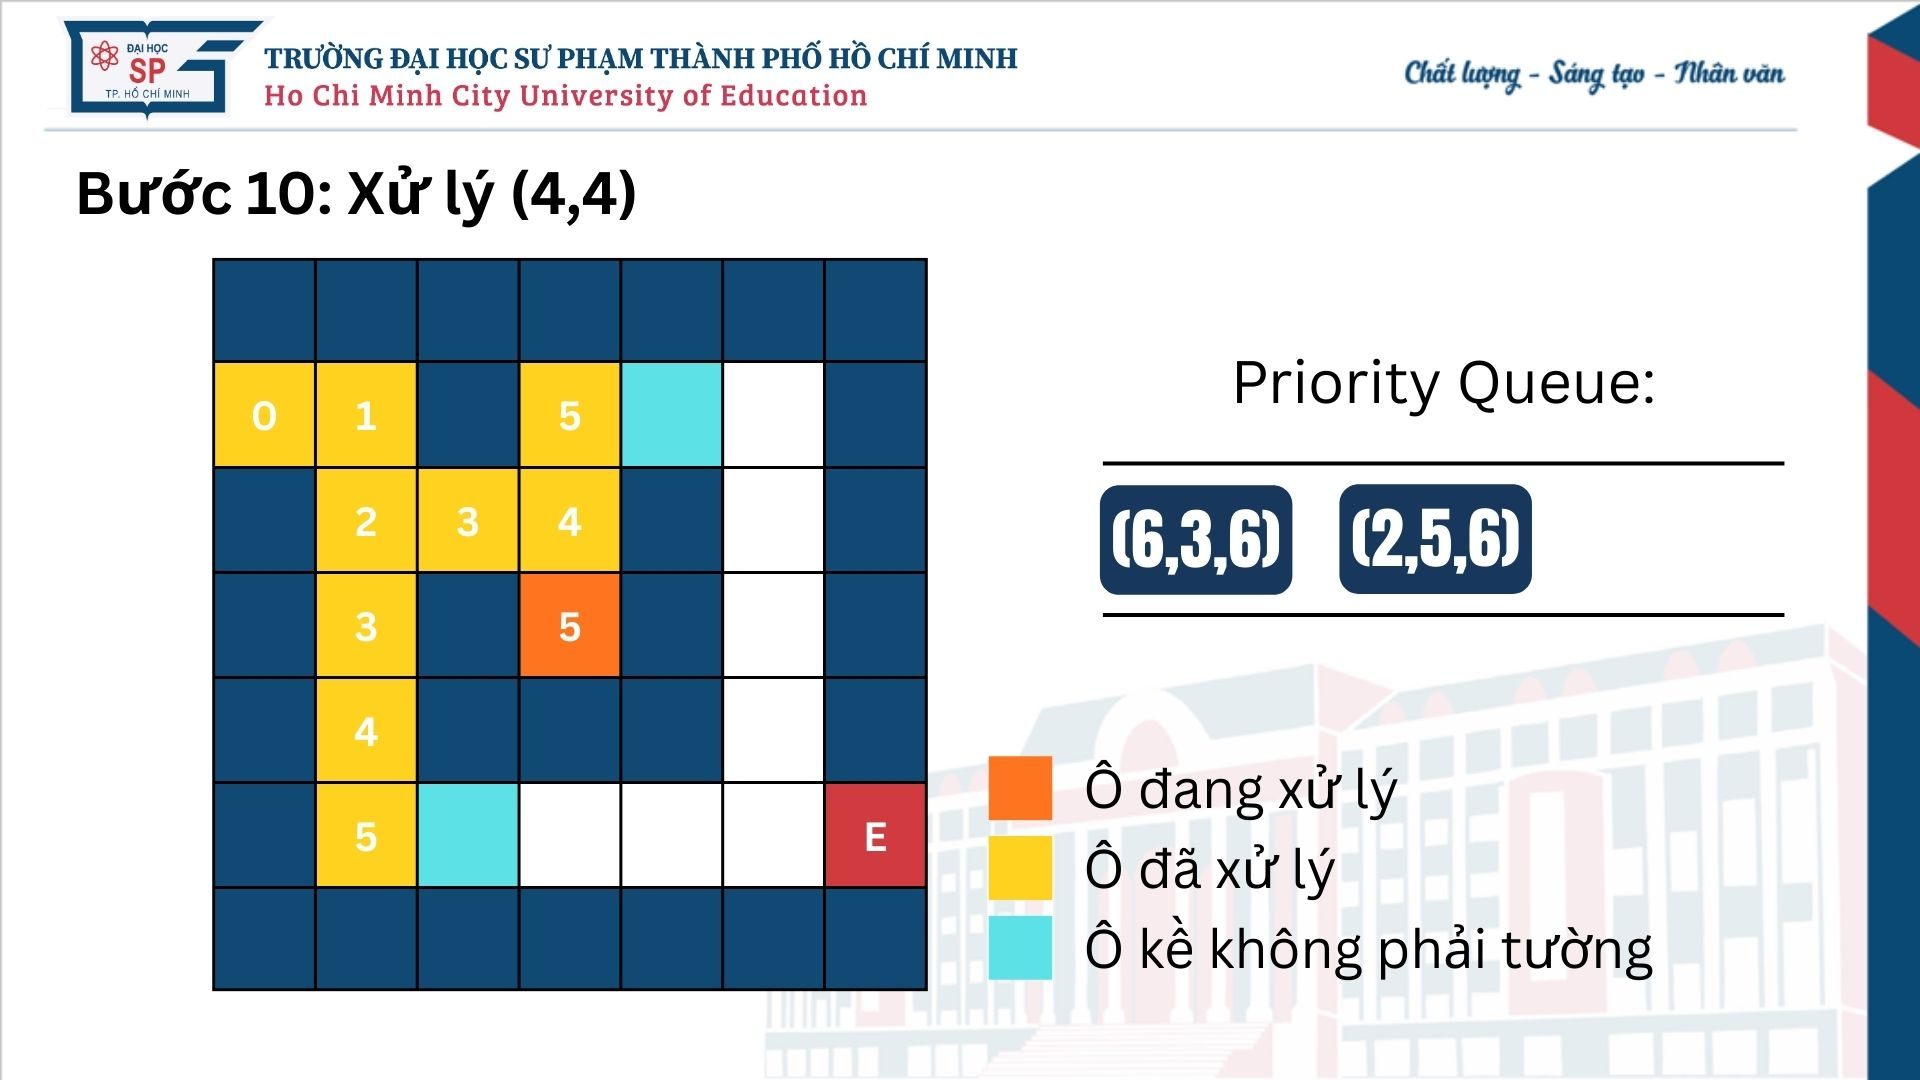 ĐẠI HỌC
SP
TP. HỒ CHÍ MINH
TRƯỜNG ĐẠI HỌC SƯ PHẠM THÀNH PHỐ HỒ CHÍ MINH
Ho Chi Minh City University of Education
Chất lượng - Sáng tạo - Nhân văn
Bước 10: Xử lý (4,4)
0 1 5
2 3 4
3 5
4
5 E
Priority Queue:
(6,3,6) (2,5,6)
Ô đang xử lý
Ô đã xử lý
Ô kề không phải tường